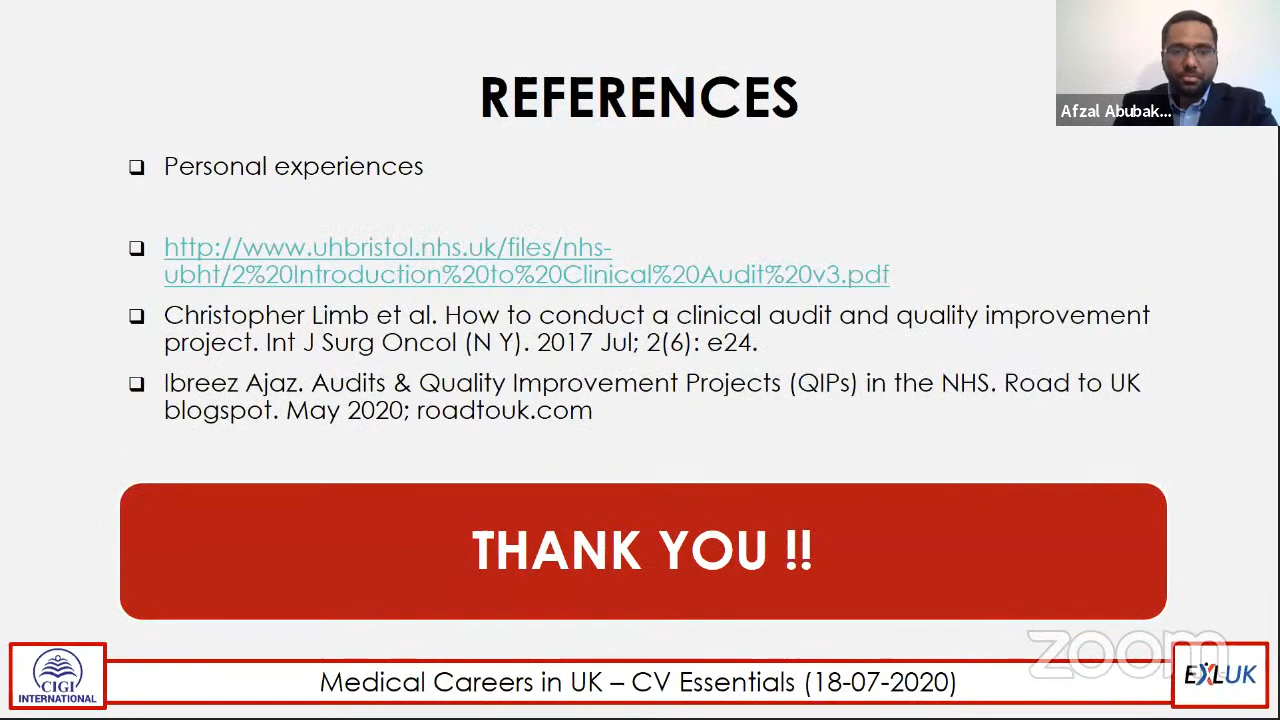 REFERENCES
Afzal Abubak...
❑ Personal experiences
❑ http://www.uhbristol.nhs.uk/files/nhs-
ubht/2%20Introduction%20to%20Clinical%20Audit%20v3.pdf
❑ Christopher Limb et al. How to conduct a clinical audit and quality improvement
project. Int J Surg Oncol (N Y). 2017 Jul; 2(6): e24.
❑ Ibreez Ajaz. Audits & Quality Improvement Projects (QIPs) in the NHS. Road to UK
blogspot. May 2020; roadtouk.com
THANK YOU !!
zoom
CIGI
INTERNATIONAL
Medical Careers in UK – CV Essentials (18-07-2020)
EXLUK